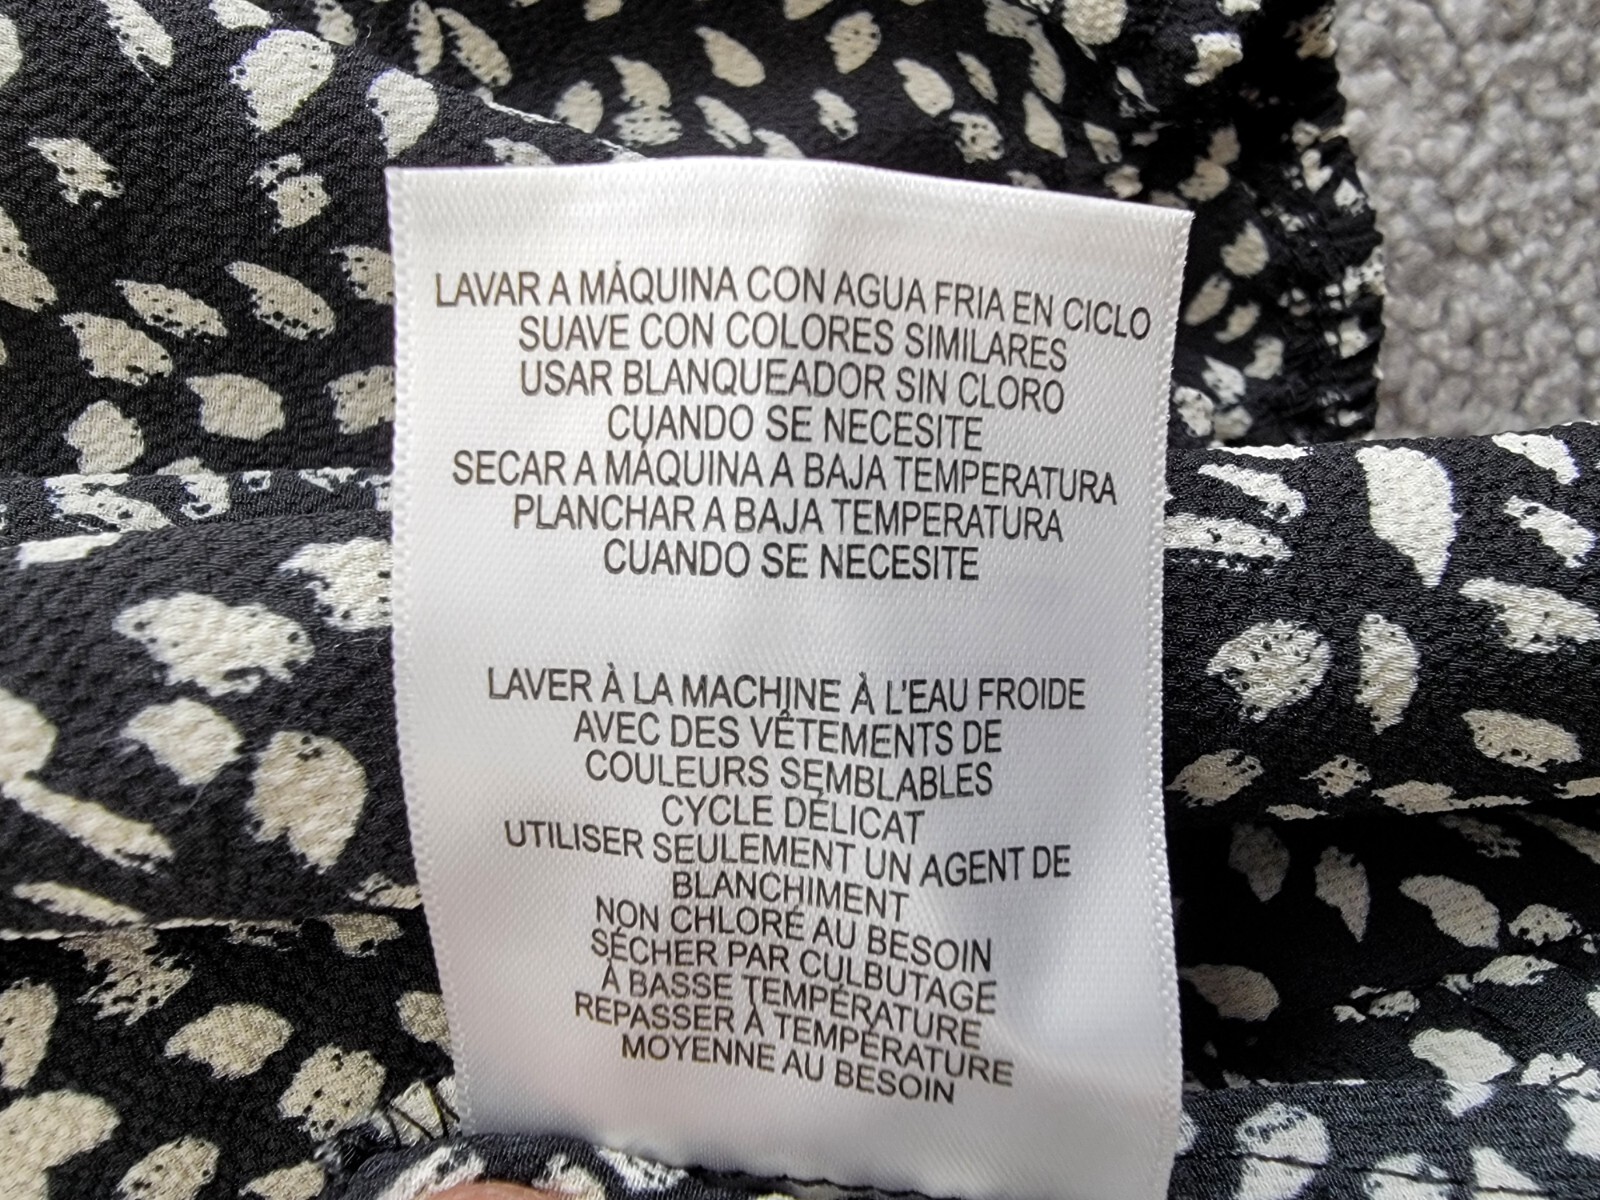 LAVAR A MÁQUINA CON AGUA FRIA EN CICLO
SUAVE CON COLORES SIMILARES
USAR BLANQUEADOR SIN CLORO
CUANDO SE NECESITE
SECAR A MÁQUINA A BAJA TEMPERATURA
PLANCHAR A BAJA TEMPERATURA
CUANDO SE NECESITE
LAVER À LA MACHINE À L'EAU FROIDE
AVEC DES VÊTEMENTS DE
COULEURS SEMBLABLES
CYCLE DÉLICAT
UTILISER SEULEMENT UN AGENT DE
BLANCHIMENT
NON CHLORÉ AU BESOIN
SÉCHER PAR CULBUTAGE
À BASSE TEMPÉRATURE
REPASSER À TEMPÉRATURE
MOYENNE AU BESOIN